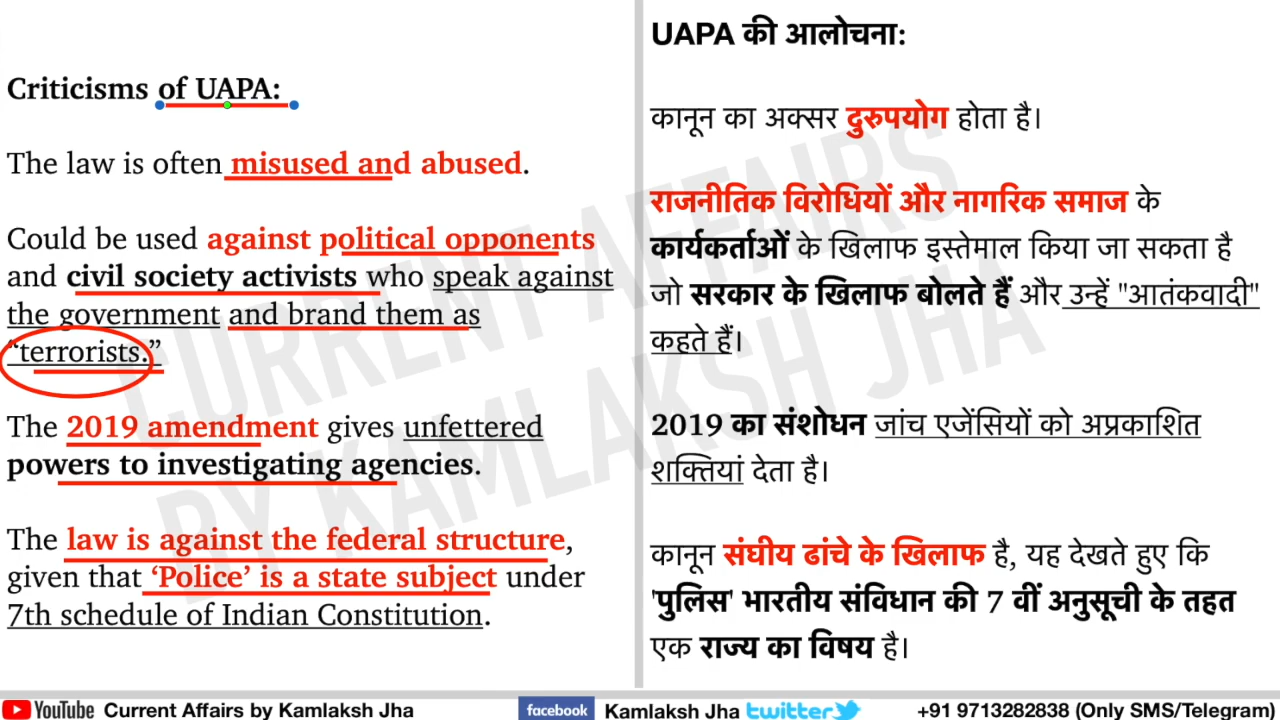 Criticisms of UAPA:
The law is often misused and abused.
Could be used against political opponents
and civil society activists who speak against
the government and brand them as
“terrorists.”
The 2019 amendment gives unfettered
powers to investigating agencies.
The law is against the federal structure,
given that ‘Police’ is a state subject under
7th schedule of Indian Constitution.
UAPA की आलोचना:
कानून का अक्सर दुरुपयोग होता है।
राजनीतिक विरोधियों और नागरिक समाज के
कार्यकर्ताओं के खिलाफ इस्तेमाल किया जा सकता है
जो सरकार के खिलाफ बोलते हैं और उन्हें "आतंकवादी"
कहते हैं।
2019 का संशोधन जांच एजेंसियों को अप्रकाशित
शक्तियां देता है।
कानून संघीय ढांचे के खिलाफ है, यह देखते हुए कि
'पुलिस' भारतीय संविधान की 7 वीं अनुसूची के तहत
एक राज्य का विषय है।
CURRENT AFFAIRS
BY KAMLAKSH JHA
YouTube Current Affairs by Kamlaksh Jha facebook Kamlaksh Jha twitter +91 9713282838 (Only SMS/Telegram)